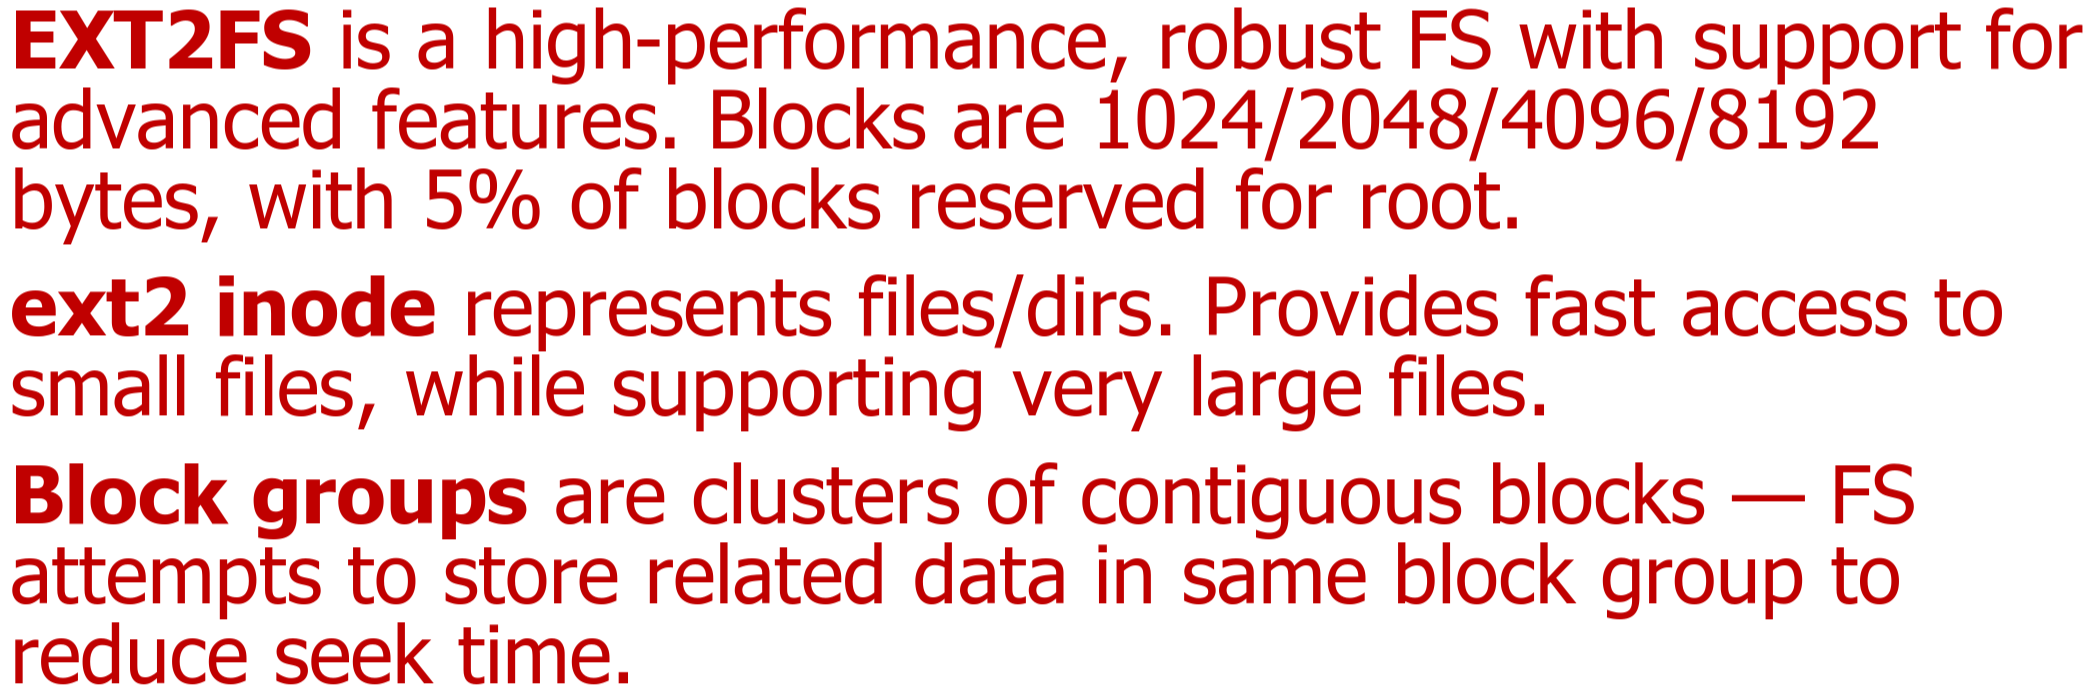 EXT2FS is a high-performance, robust FS with support for
advanced features. Blocks are 1024/2048/4096/8192
bytes, with 5% of blocks reserved for root.
ext2 inode represents files/dirs. Provides fast access to
small files, while supporting very large files.
Block groups are clusters of contiguous blocks — FS
attempts to store related data in same block group to
reduce seek time.